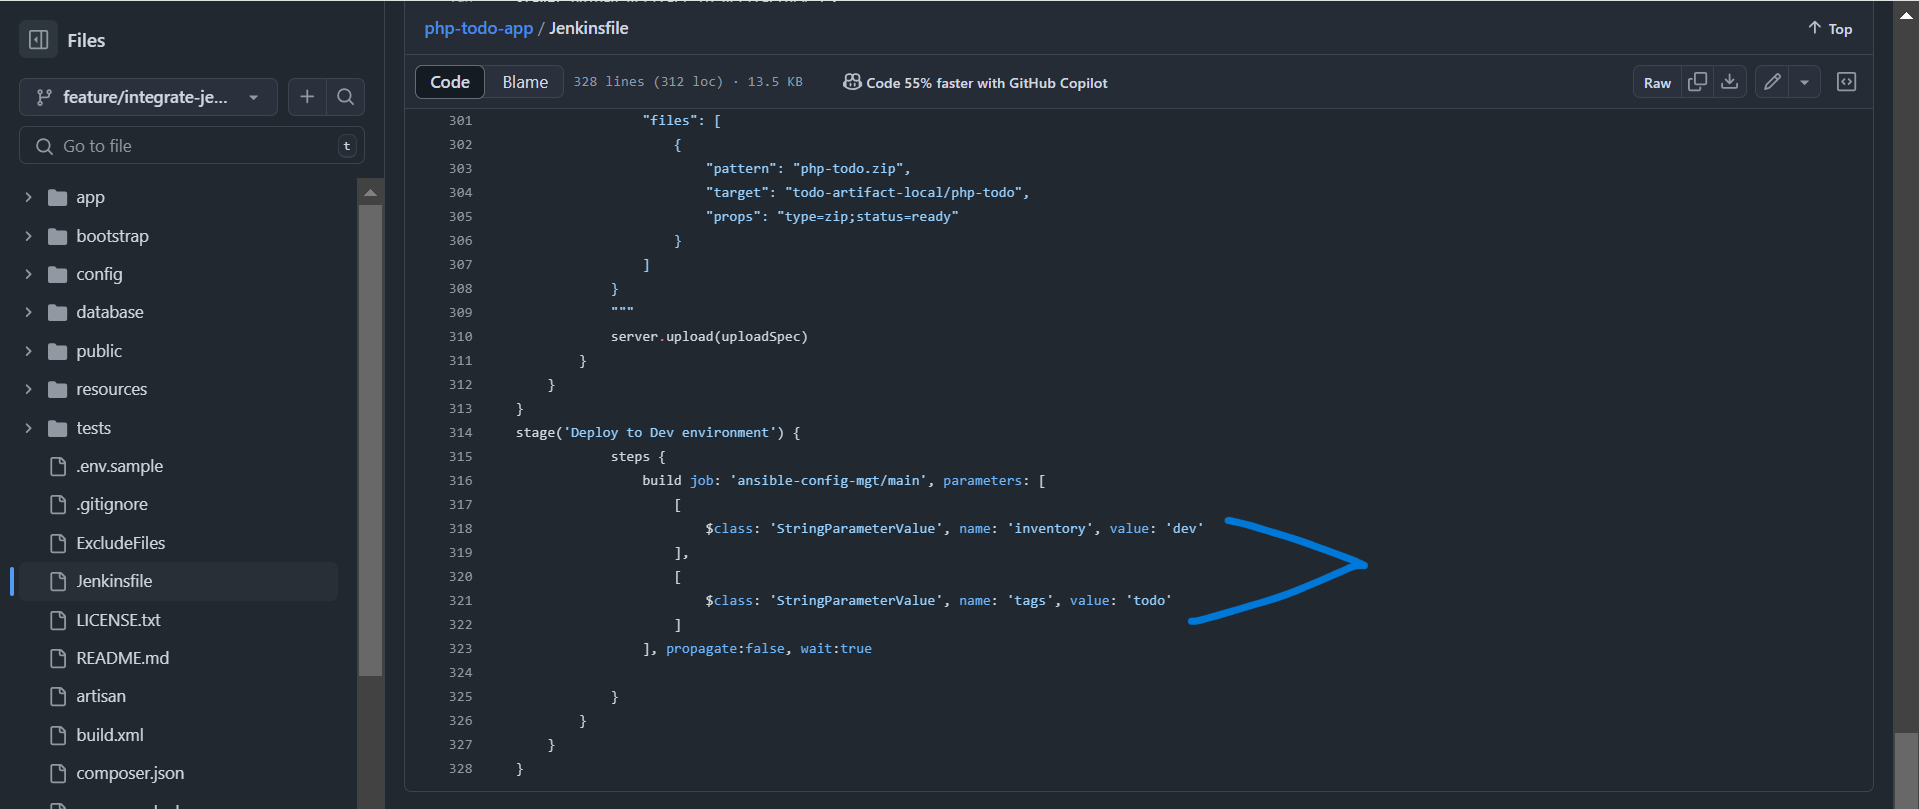 Files
feature/integrate-je...
Go to file
t
app
bootstrap
config
database
public
resources
tests
.env.sample
.gitignore
ExcludeFiles
Jenkinsfile
LICENSE.txt
README.md
artisan
build.xml
composer.json
php-todo-app / Jenkinsfile
Top
Code Blame 328 lines (312 loc) · 13.5 KB Code 55% faster with GitHub Copilot Raw
301 "files": [
302 {
303 "pattern": "php-todo.zip",
304 "target": "todo-artifact-local/php-todo",
305 "props": "type=zip;status=ready"
306 }
307 ]
308 }
309 """
310 server.upload(uploadSpec)
311 }
312 }
313 }
314 stage('Deploy to Dev environment') {
315 steps {
316 build job: 'ansible-config-mgt/main', parameters: [
317 [
318 $class: 'StringParameterValue', name: 'inventory', value: 'dev'
319 ],
320 [
321 $class: 'StringParameterValue', name: 'tags', value: 'todo'
322 ]
323 ], propagate:false, wait:true
324
325 }
326 }
327 }
328 }